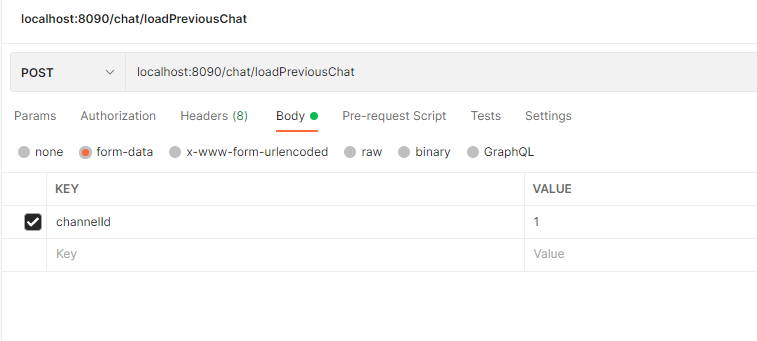 localhost:8090/chat/loadPreviousChat
POST localhost:8090/chat/loadPreviousChat
Params Authorization Headers (8) Body Pre-request Script Tests Settings
none form-data x-www-form-urlencoded raw binary GraphQL
KEY VALUE
channelId 1
Key Value